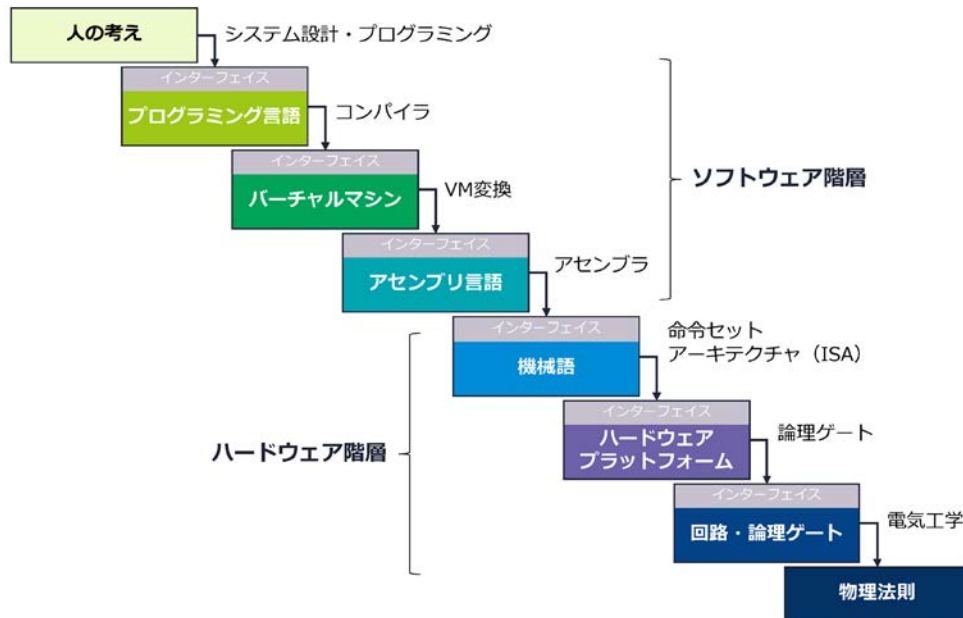 人の考え
システム設計・プログラミング
インターフェイス
プログラミング言語
コンパイラ
インターフェイス
バーチャルマシン
VM変換
ソフトウェア階層
インターフェイス
アセンブリ言語
アセンブラ
インターフェイス
機械語
命令セット
アーキテクチャ（ISA）
インターフェイス
ハードウェア
プラットフォーム
論理ゲート
ハードウェア階層
インターフェイス
回路・論理ゲート
電気工学
物理法則